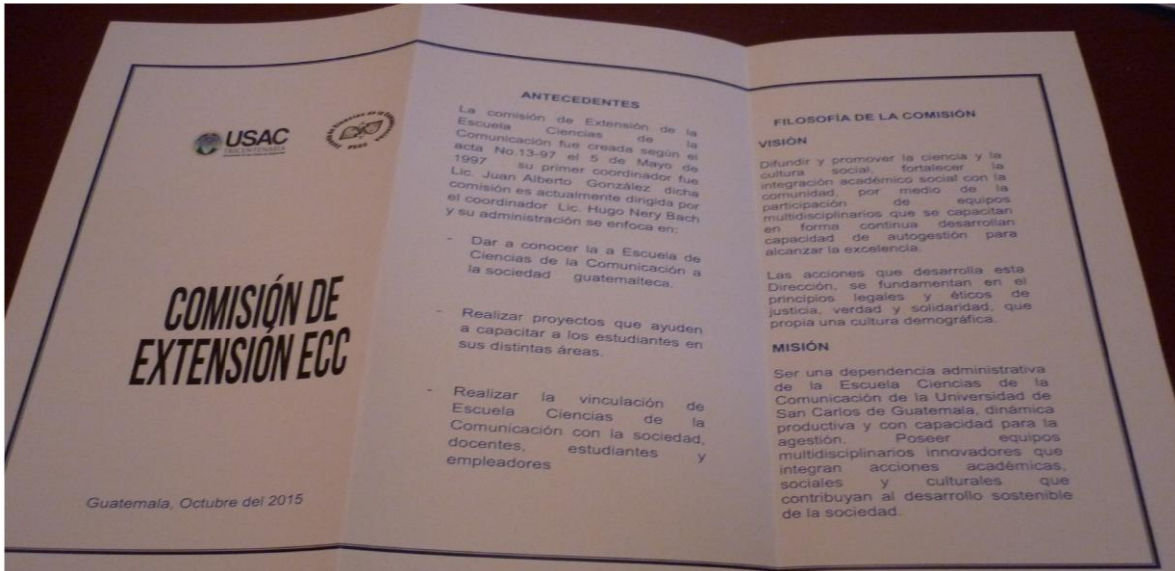 USAC
TRICENTENARIA
COMISIÓN DE
EXTENSIÓN ECC
Guatemala, Octubre del 2015
ANTECEDENTES
La comisión de Extensión de la
Escuela Ciencias de la
Comunicación fue creada según el
acta No.13-97 el 5 de Mayo de
1997 su primer coordinador fue
Lic. Juan Alberto González dicha
comisión es actualmente dirigida por
el coordinador Lic. Hugo Nery Bach
y su administración se enfoca en:
- Dar a conocer la a Escuela de
Ciencias de la Comunicación a
la sociedad guatemalteca.
- Realizar proyectos que ayuden
a capacitar a los estudiantes en
sus distintas áreas.
- Realizar la vinculación de
Escuela Ciencias de la
Comunicación con la sociedad,
docentes, estudiantes y
empleadores
FILOSOFÍA DE LA COMISIÓN
VISIÓN
Difundir y promover la ciencia y la
cultura social, fortalecer la
integración académico social con la
comunidad, por medio de la
participación de equipos
multidisciplinarios que se capacitan
en forma continua desarrollan
capacidad de autogestión para
alcanzar la excelencia.
Las acciones que desarrolla esta
Dirección, se fundamentan en el
principios legales y éticos de
justicia, verdad y solidaridad, que
propia una cultura demográfica.
MISIÓN
Ser una dependencia administrativa
de la Escuela Ciencias de la
Comunicación de la Universidad de
San Carlos de Guatemala, dinámica
productiva y con capacidad para la
agestión. Poseer equipos
multidisciplinarios innovadores que
integran acciones académicas,
sociales y culturales que
contribuyan al desarrollo sostenible
de la sociedad.